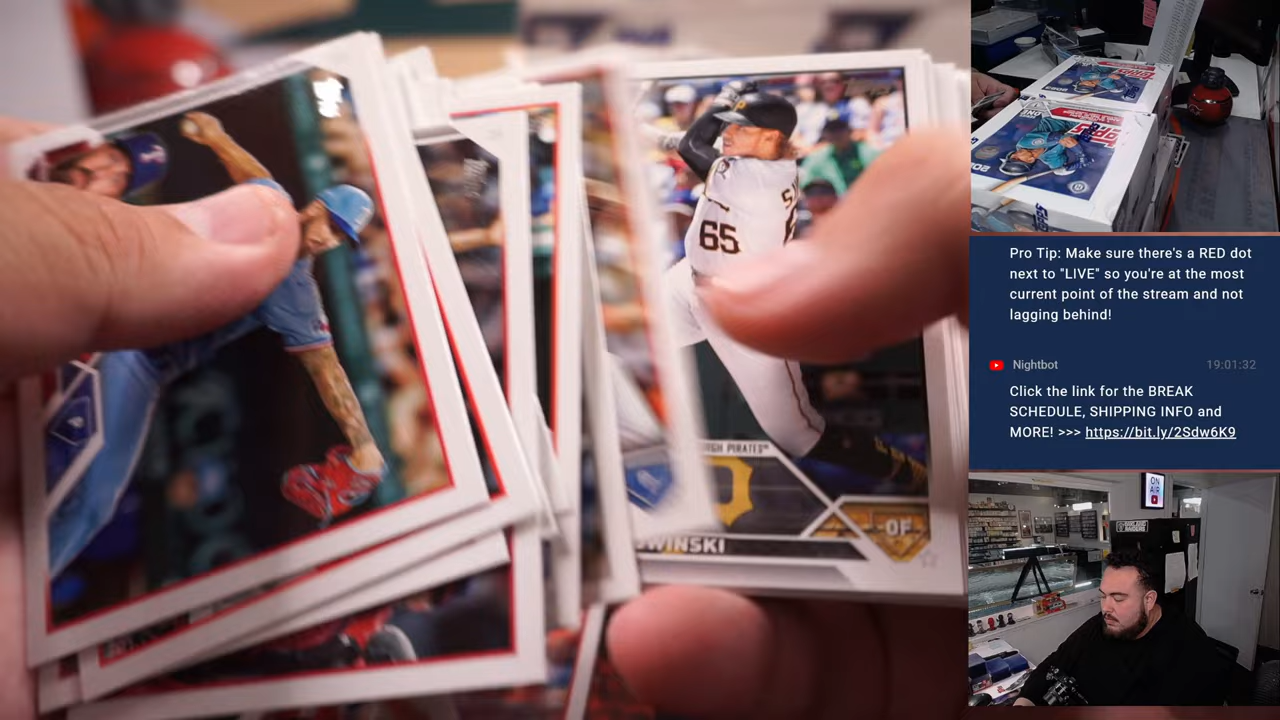 65
OF
P
Pro Tip: Make sure there's a RED dot
next to "LIVE" so you're at the most
current point of the stream and not
lagging behind!
Nightbot 19:01:32
Click the link for the BREAK
SCHEDULE, SHIPPING INFO and
MORE! >>> https://bit.ly/2Sdw6K9
ON
AIR